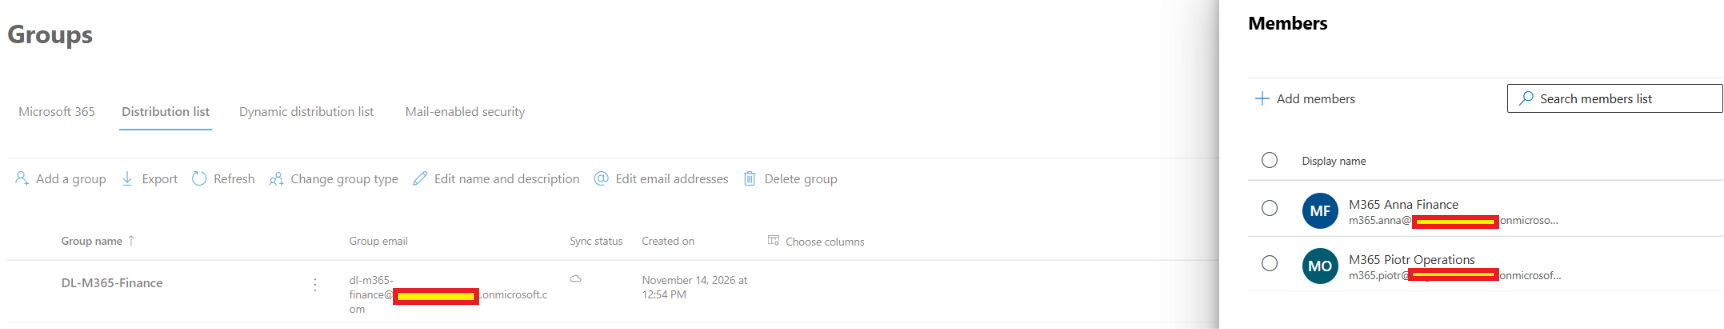 Groups
Microsoft 365 Distribution list Dynamic distribution list Mail-enabled security
Add a group Export Refresh Change group type Edit name and description Edit email addresses Delete group
Group name ↑ Group email Sync status Created on Choose columns
DL-M365-Finance dl-m365-
finance@ .onmicrosoft.c
om
November 14, 2026 at
12:54 PM
Members
Add members Search members list
Display name
MF M365 Anna Finance
m365.anna@ onmicroso...
MO M365 Piotr Operations
m365.piotr@ onmicrosof...